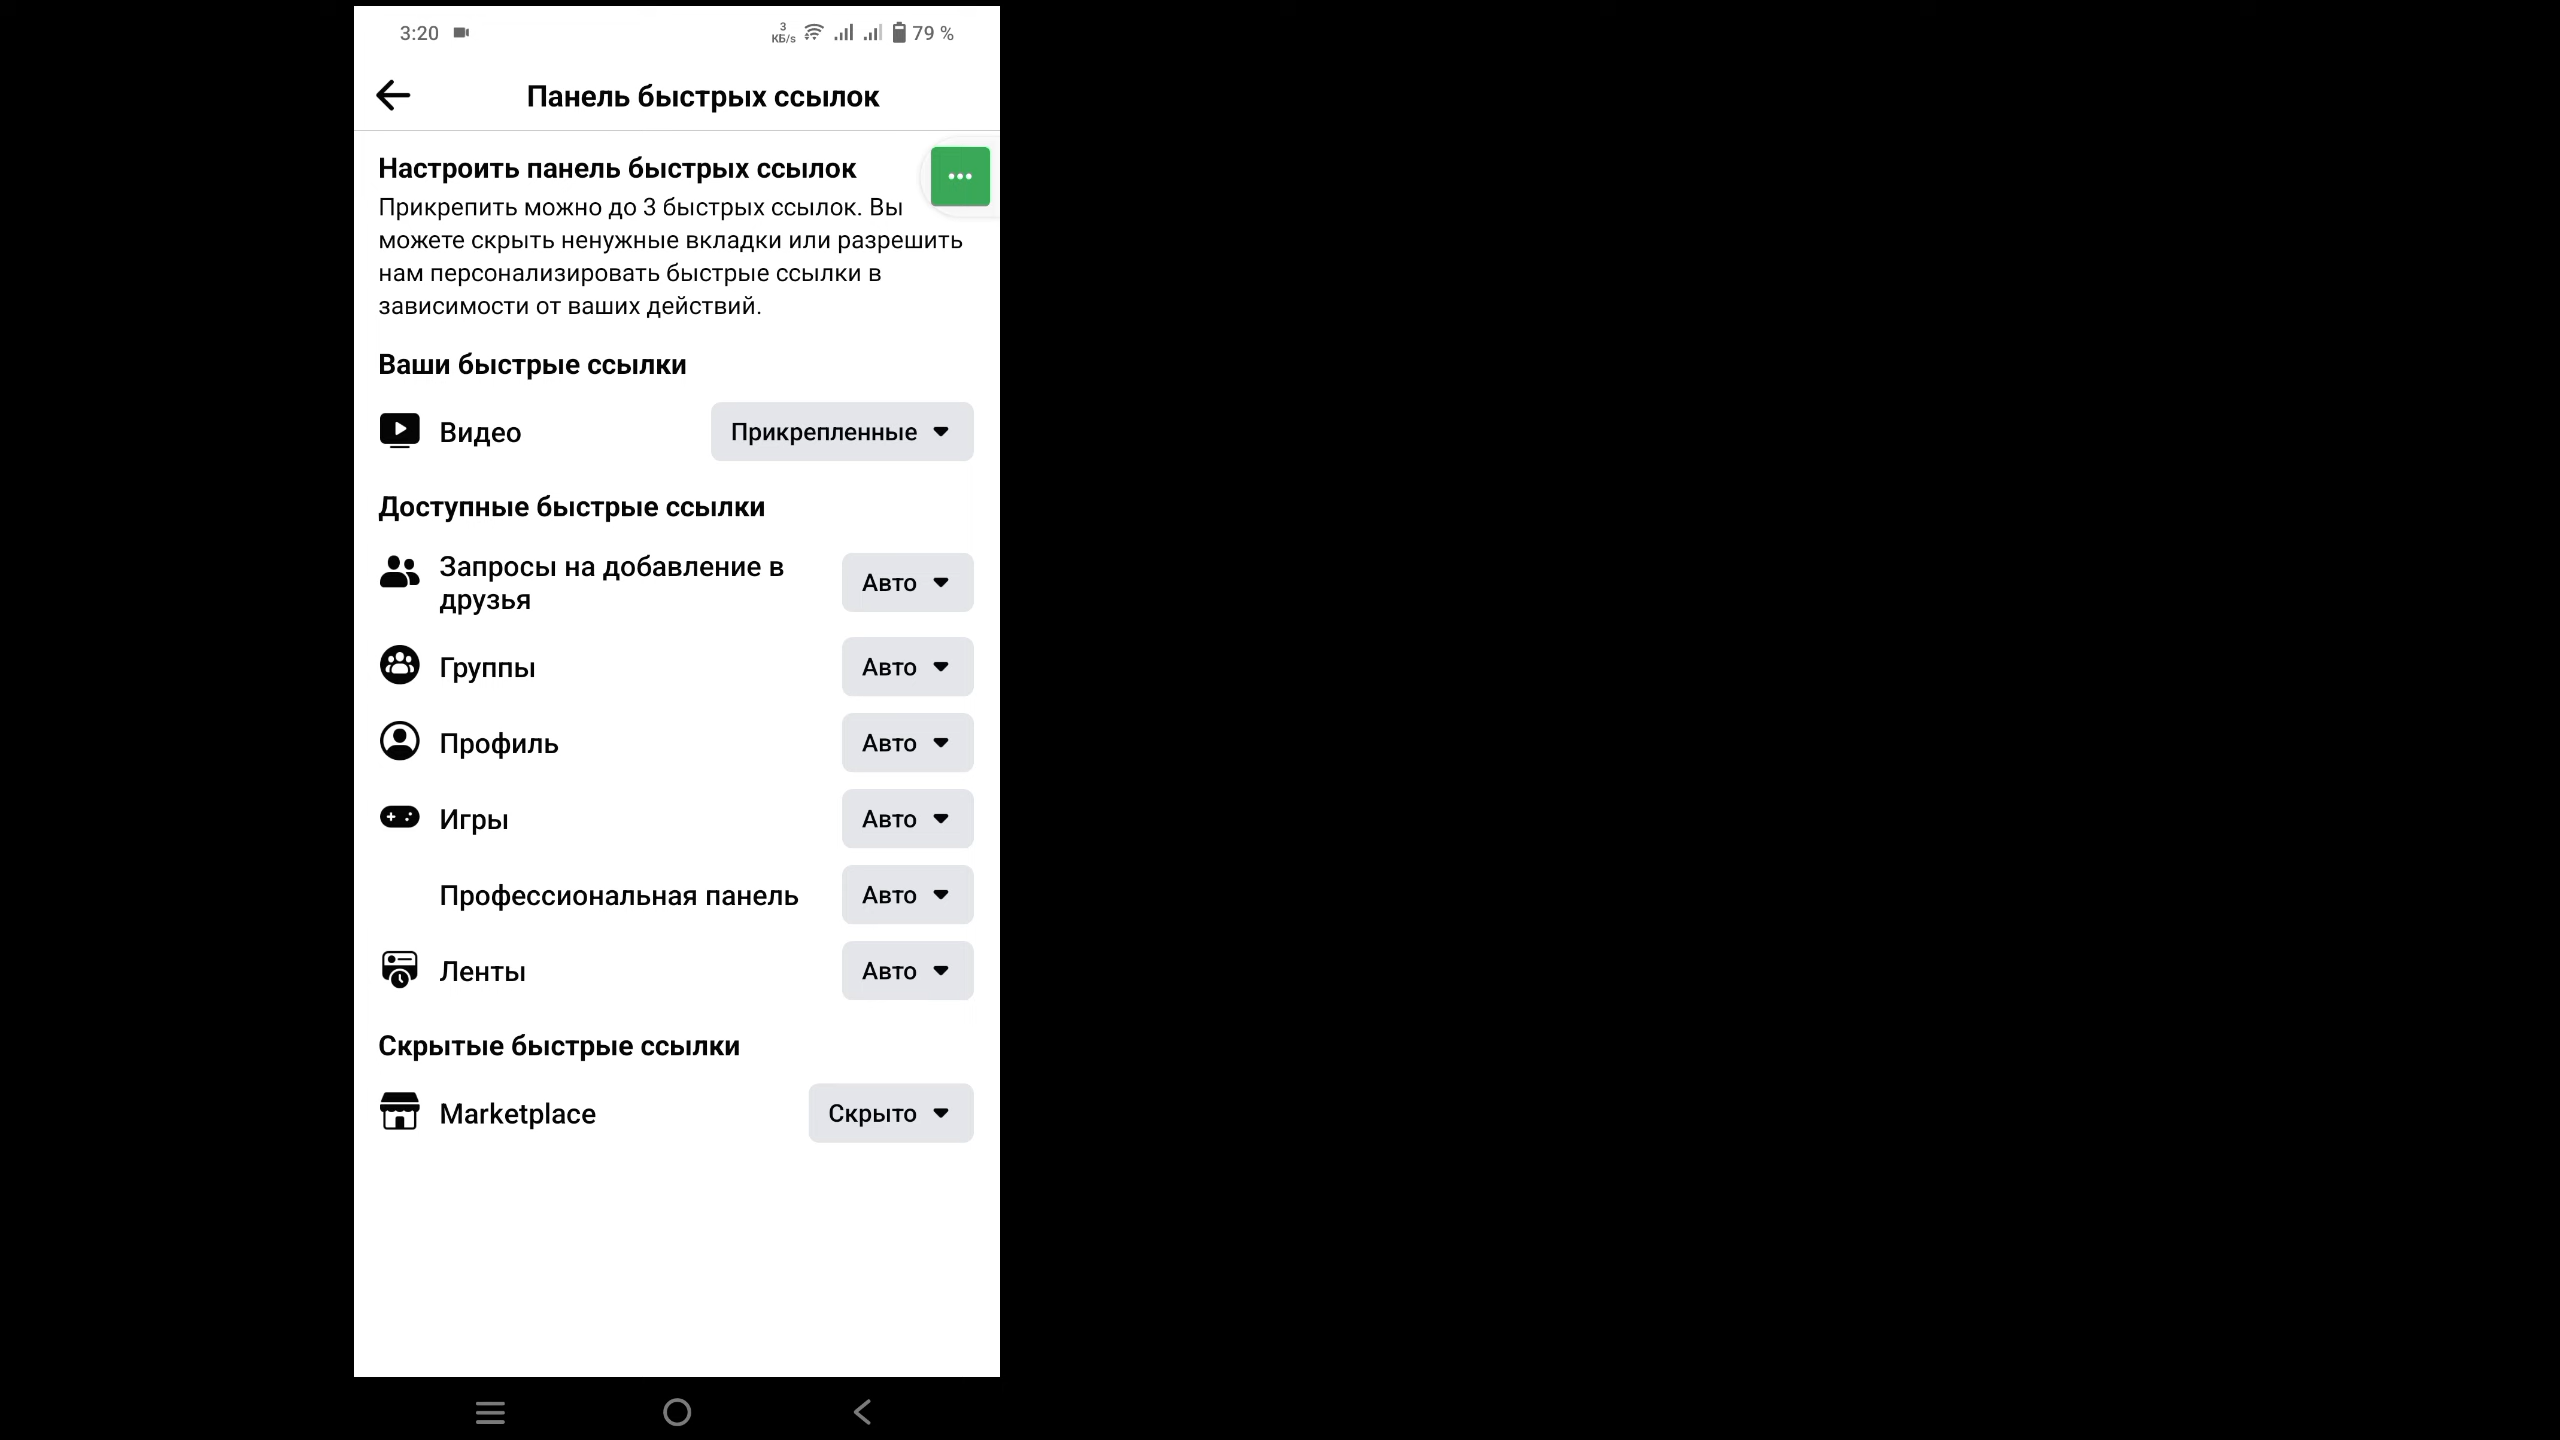 3:20
3
КБ/s
79 %
Панель быстрых ссылок
Настроить панель быстрых ссылок
Прикрепить можно до 3 быстрых ссылок. Вы
можете скрыть ненужные вкладки или разрешить
нам персонализировать быстрые ссылки в
зависимости от ваших действий.
Ваши быстрые ссылки
Видео
Прикрепленные
Доступные быстрые ссылки
Запросы на добавление в
друзья
Авто
Группы
Авто
Профиль
Авто
Игры
Авто
Профессиональная панель
Авто
Ленты
Авто
Скрытые быстрые ссылки
Marketplace
Скрыто